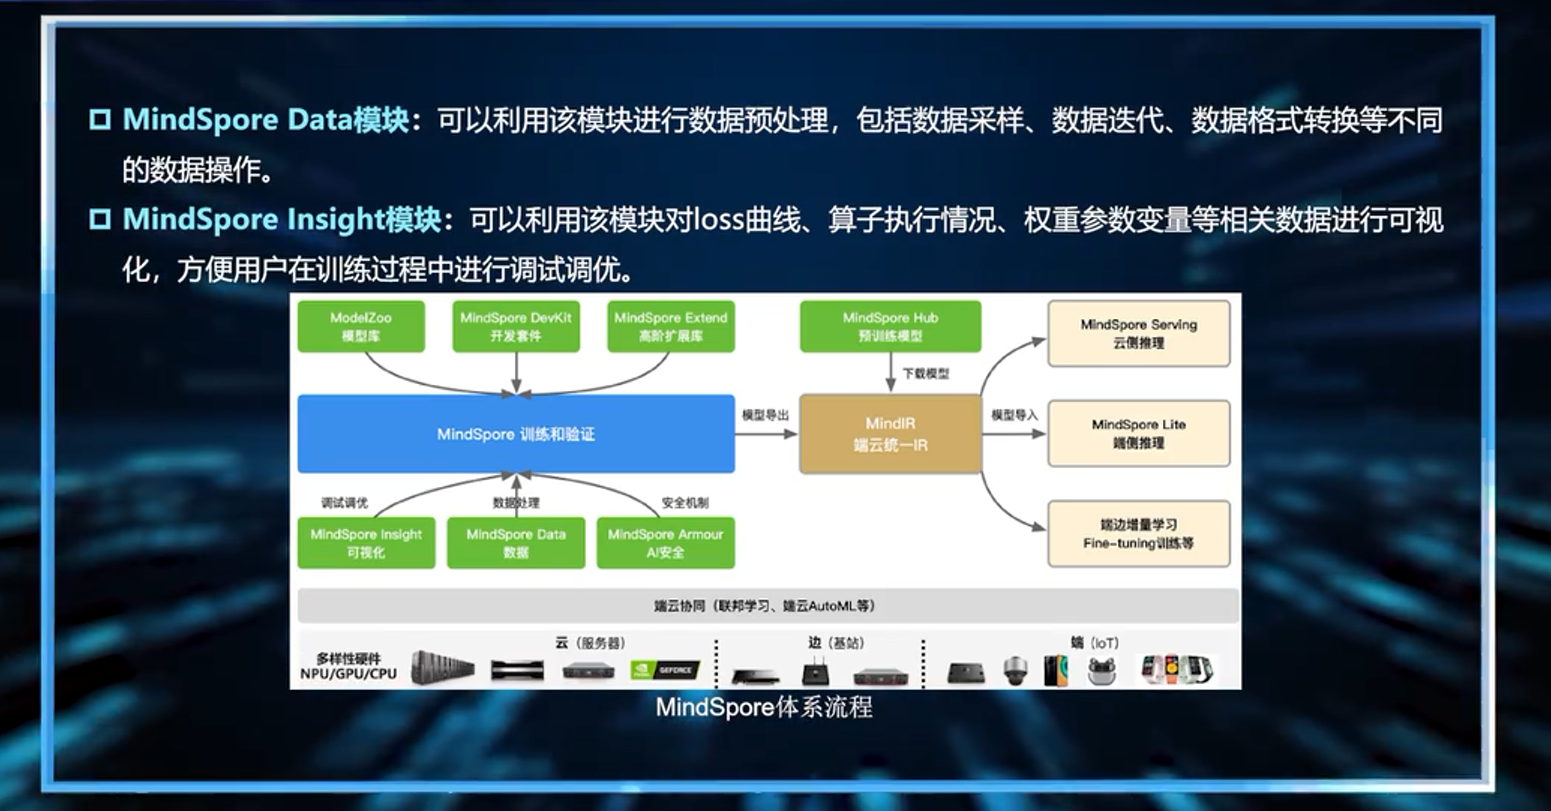 MindSpore Data模块：可以利用该模块进行数据预处理，包括数据采样、数据迭代、数据格式转换等不同
的数据操作。
MindSpore Insight模块：可以利用该模块对loss曲线、算子执行情况、权重参数变量等相关数据进行可视
化，方便用户在训练过程中进行调试调优。
ModelZoo
模型库
MindSpore DevKit
开发套件
MindSpore Extend
高阶扩展库
MindSpore Hub
预训练模型
MindSpore Serving
云侧推理
下载模型
MindSpore 训练和验证
模型导出
MindIR
端云统一IR
模型导入
MindSpore Lite
端侧推理
调试调优
数据处理
安全机制
MindSpore Insight
可视化
MindSpore Data
数据
MindSpore Armour
AI安全
端边增量学习
Fine-tuning训练等
端云协同（联邦学习、端云AutoML等）
多样性硬件
NPU/GPU/CPU
云（服务器）
GEFORCE
边（基站）
端（IoT）
MindSpore体系流程